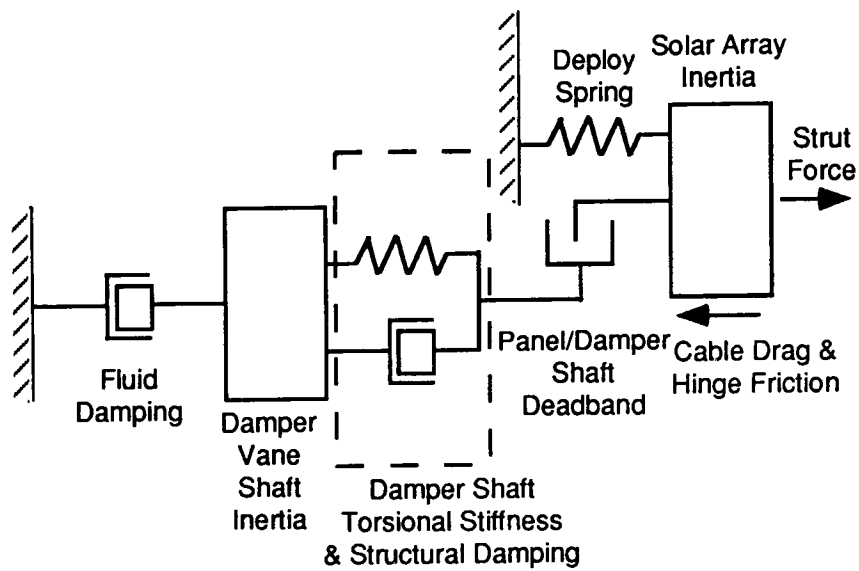 Deploy
Spring
Solar Array
Inertia
Strut
Force
Fluid
Damping
Damper
Vane
Shaft
Inertia
Damper Shaft
Torsional Stiffness
& Structural Damping
Panel/Damper
Shaft
Deadband
Cable Drag &
Hinge Friction